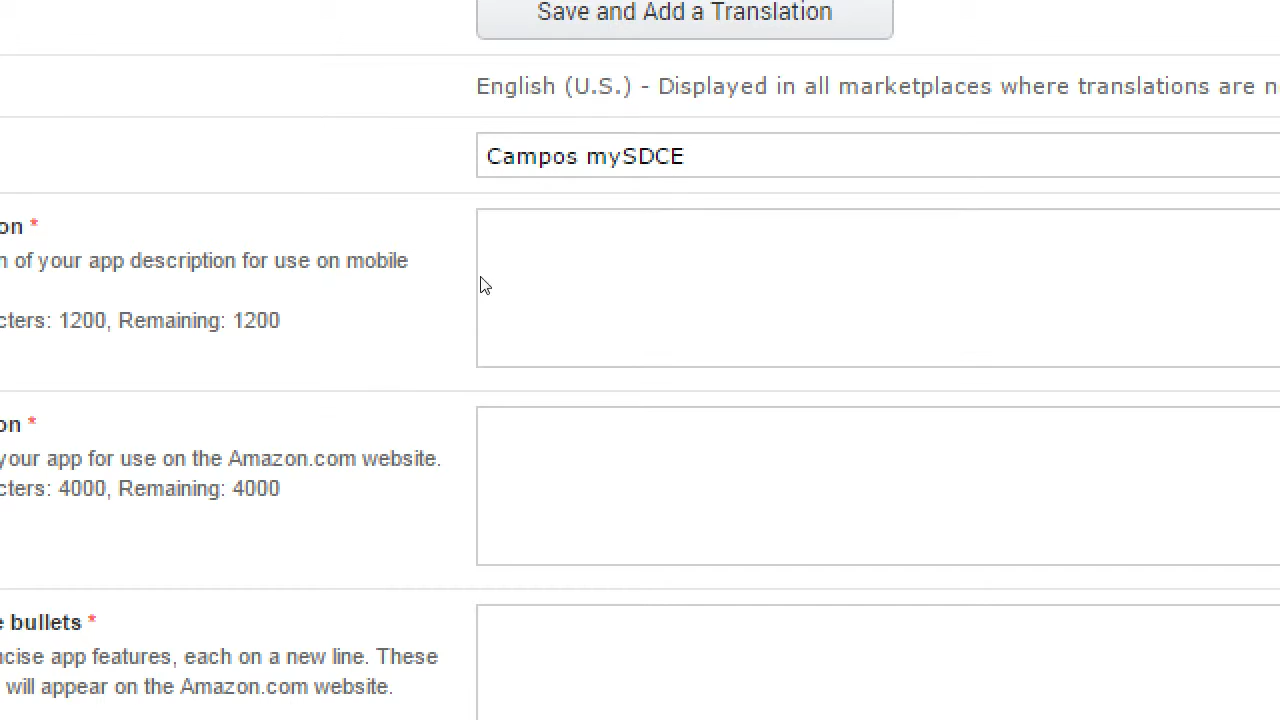 Save and Add a Translation
English (U.S.) - Displayed in all marketplaces where translations are n
Campos mySDCE
on *
n of your app description for use on mobile
cters: 1200, Remaining: 1200
on *
your app for use on the Amazon.com website.
cters: 4000, Remaining: 4000
e bullets *
ncise app features, each on a new line. These
will appear on the Amazon.com website.